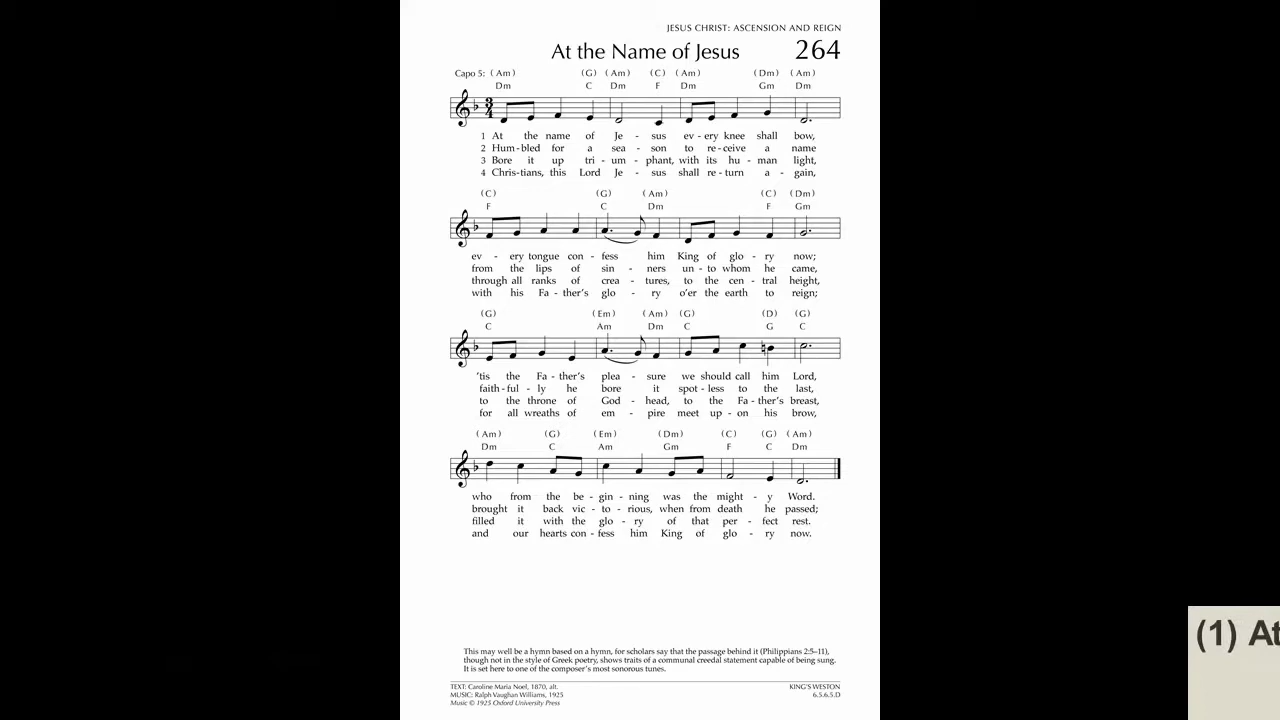 JESUS CHRIST: ASCENSION AND REIGN
At the Name of Jesus 264
Capo 5: (Am) (G) (Am) (C) (Am) (Dm) (Am)
Dm C Dm F Dm Gm Dm
3
4
1 At the name of Je - sus ev - ery knee shall bow,
2 Hum - bled for a sea - son to re - ceive a name
3 Bore it up tri - um - phant, with its hu - man light,
4 Chris - tians, this Lord Je - sus shall re - turn a - gain,
(C) (G) (Am) (C) (Dm)
F C Dm F Gm
ev - ery tongue con - fess him King of glo - ry now;
from the lips of sin - ners un - to whom he came,
through all ranks of crea - tures, to the cen - tral height,
with his Fa - ther's glo - ry o'er the earth to reign;
(G) (Em) (Am) (G) (D) (G)
C Am Dm C G C
'tis the Fa - ther's plea - sure we should call him Lord,
faith - ful - ly he bore it spot - less to the last,
to the throne of God - head, to the Fa - ther's breast,
for all wreaths of em - pire meet up - on his brow,
(Am) (G) (Em) (Dm) (C) (G) (Am)
Dm C Am Gm F C Dm
who from the be - gin - ning was the might - y Word.
brought it back vic - to - rious, when from death he passed;
filled it with the glo - ry of that per - fect rest.
and our hearts con - fess him King of glo - ry now.
(1) At
This may well be a hymn based on a hymn, for scholars say that the passage behind it (Philippians 2:5–11),
though not in the style of Greek poetry, shows traits of a communal creedal statement capable of being sung.
It is set here to one of the composer's most sonorous tunes.
TEXT: Caroline Maria Noel, 1870, alt. KING'S WESTON
MUSIC: Ralph Vaughan Williams, 1925 6.5.6.5.D
Music © 1925 Oxford University Press